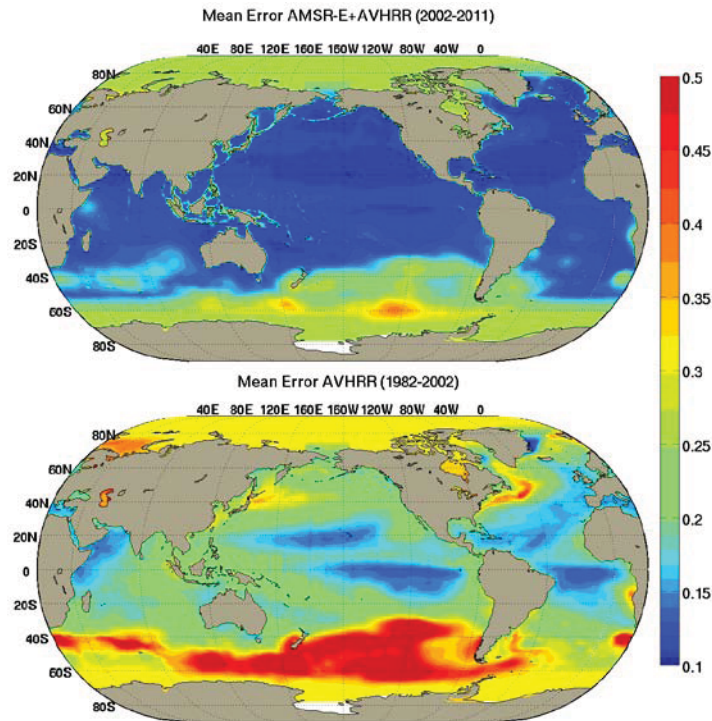 Mean Error AMSR-E+AVHRR (2002-2011)
40E 80E 120E 160E 160W 120W 80W 40W 0
80N
60N
40N
20N
0
20S
40S
60S
80S
Mean Error AVHRR (1982-2002)
40E 80E 120E 160E 160W 120W 80W 40W 0
80N
60N
40N
20N
0
20S
40S
60S
80S
0.5
0.45
0.4
0.35
0.3
0.25
0.2
0.15
0.1